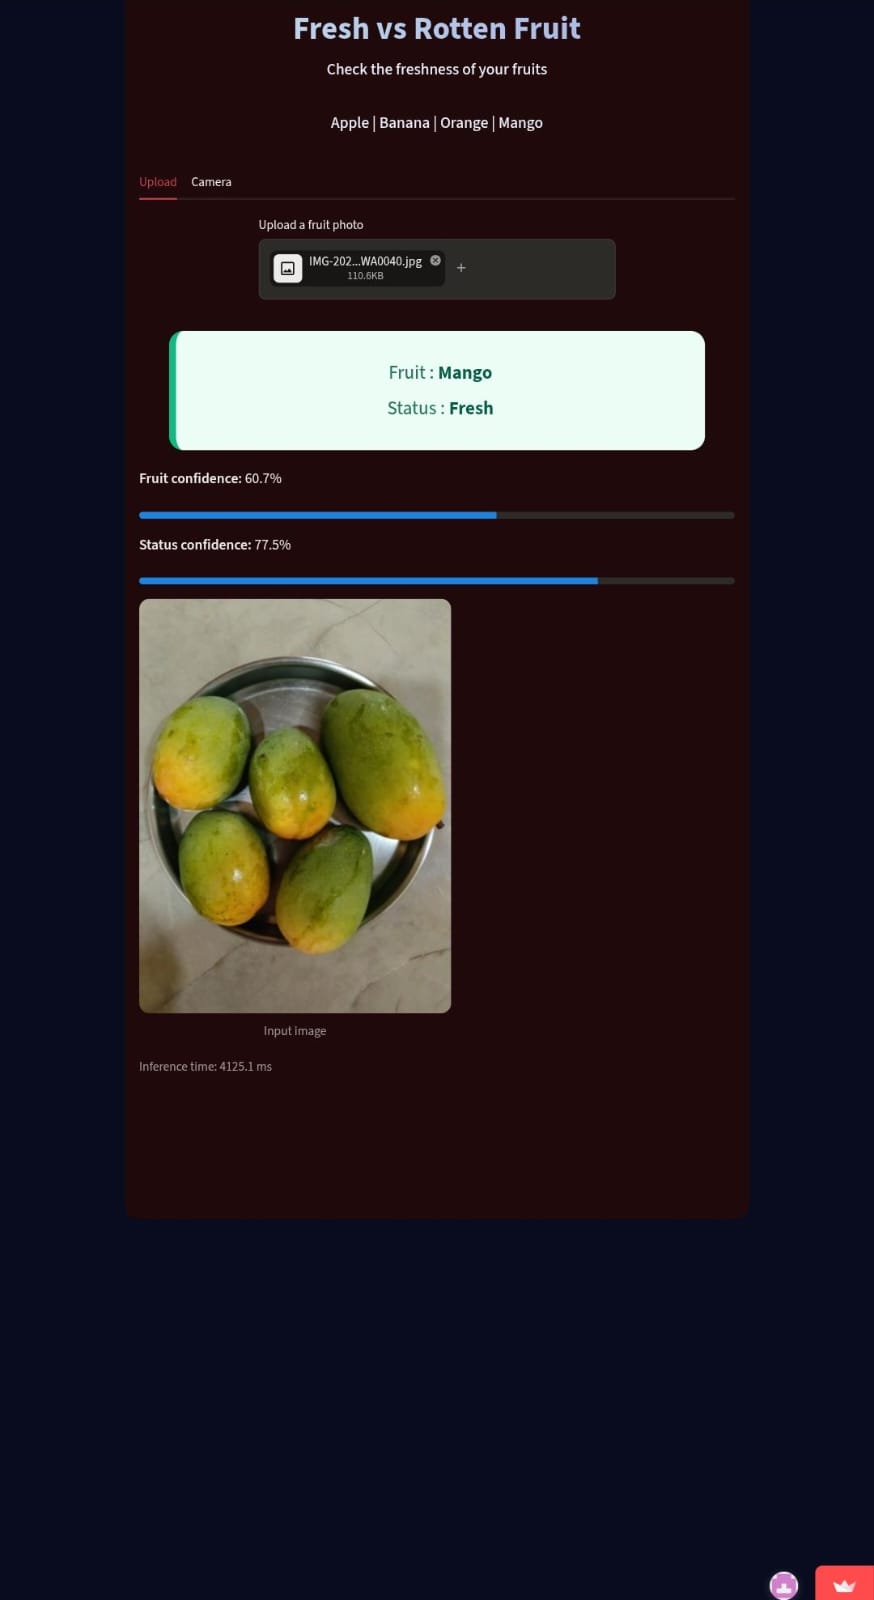 Fresh vs Rotten Fruit
Check the freshness of your fruits
Apple | Banana | Orange | Mango
Upload Camera
Upload a fruit photo
IMG-202...WA0040.jpg
110.6KB
Fruit : Mango
Status : Fresh
Fruit confidence: 60.7%
Status confidence: 77.5%
Input image
Inference time: 4125.1 ms